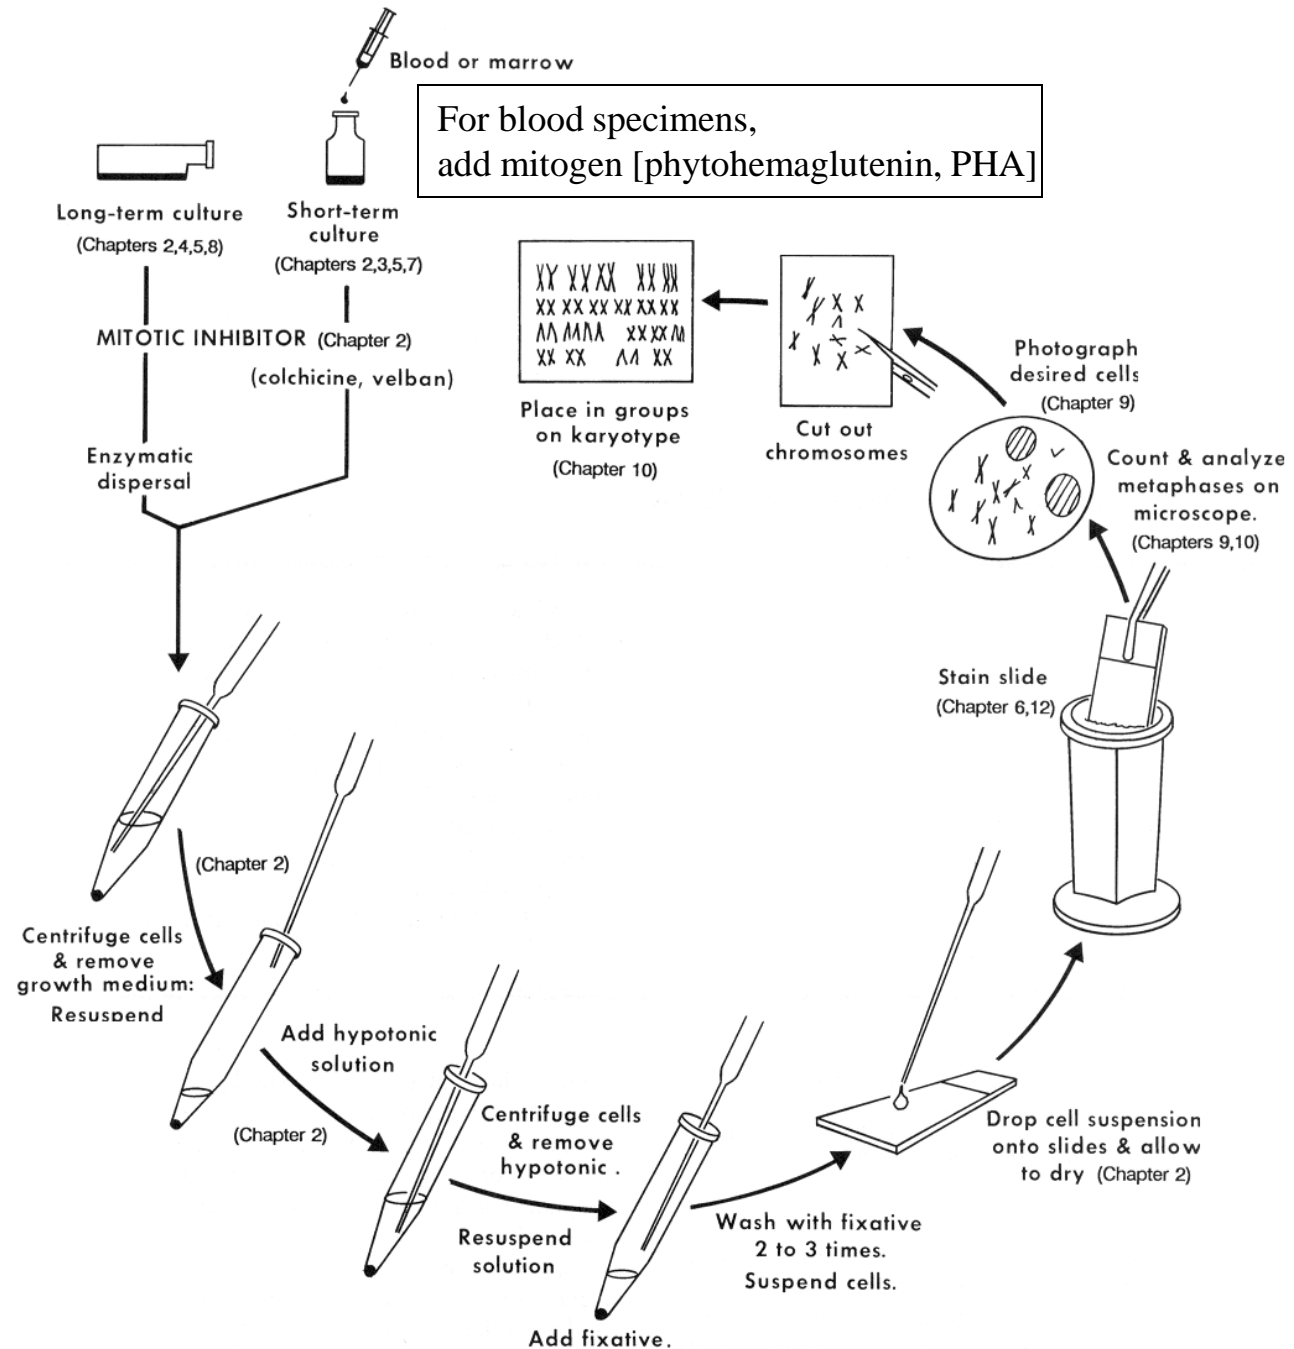 Blood or marrow
For blood specimens,
add mitogen [phytohemaglutenin, PHA]
Long-term culture
(Chapters 2,4,5,8)
Short-term
culture
(Chapters 2,3,5,7)
MITOTIC INHIBITOR (Chapter 2)
(colchicine, velban)
Enzymatic
dispersal
(Chapter 2)
Centrifuge cells
& remove
growth medium:
Resuspend
Add hypotonic
solution
(Chapter 2)
Centrifuge cells
& remove
hypotonic .
Resuspend
solution
Add fixative.
Wash with fixative
2 to 3 times.
Suspend cells.
Drop cell suspension
onto slides & allow
to dry (Chapter 2)
Stain slide
(Chapter 6,12)
Count & analyze
metaphases on
microscope.
(Chapters 9,10)
Photograph
desired cells
(Chapter 9)
Cut out
chromosomes
Place in groups
on karyotype
(Chapter 10)